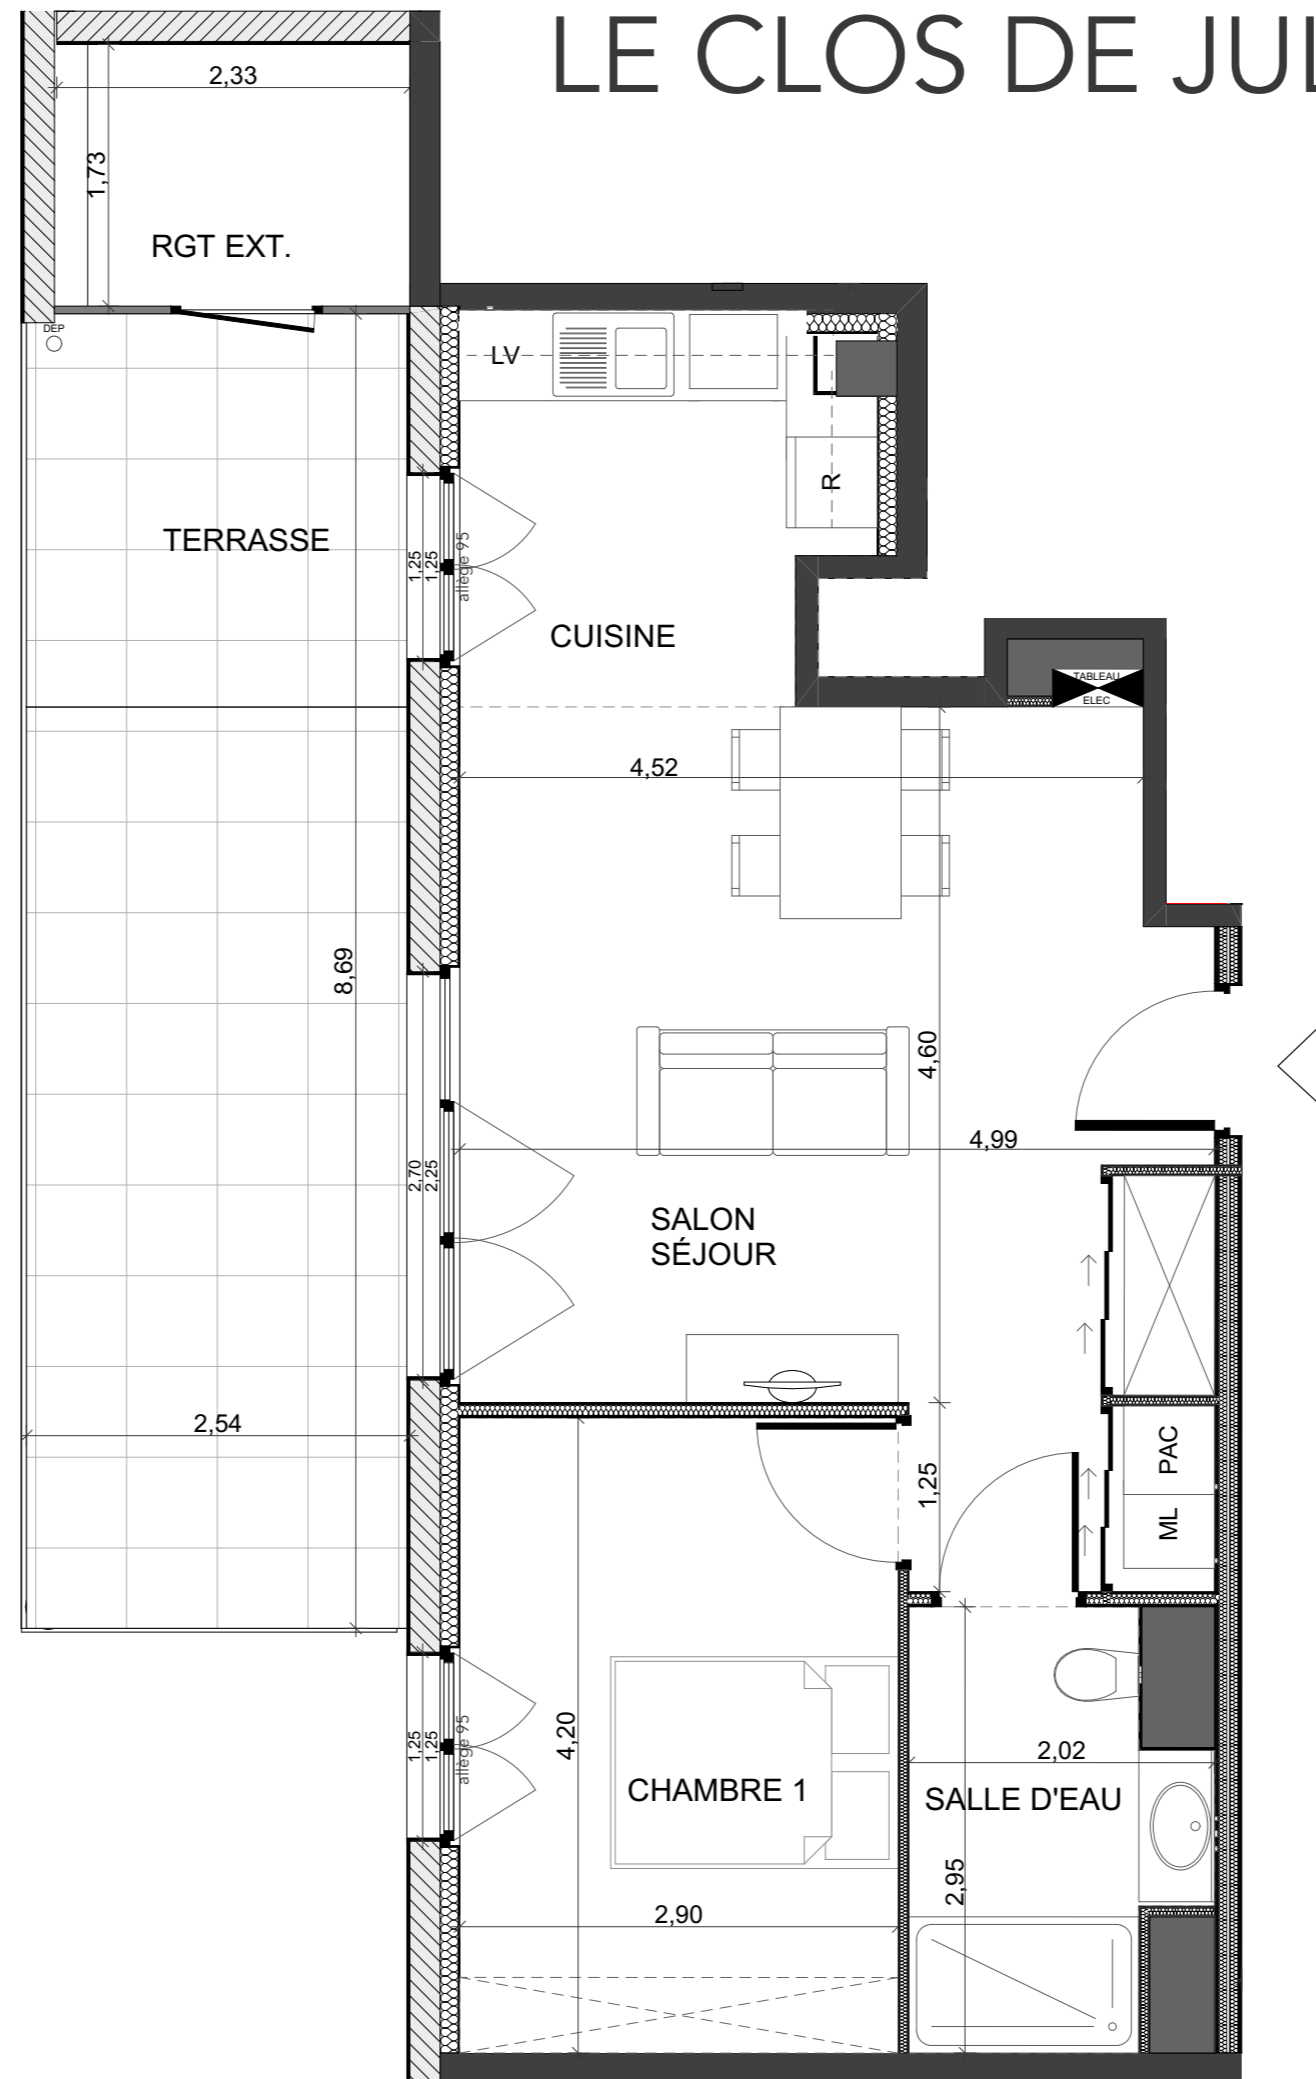 LE CLOS DE JUL
2,33
1,73
RGT EXT.
DEP
LV
R
TERRASSE
1,25
1,25
allège 95
CUISINE
TABLEAU
ELEC
4,52
8,69
4,60
4,99
2,70
2,25
SALON
SÉJOUR
2,54
PAC
1,25
ML
1,25
1,25
allège 95
4,20
2,02
CHAMBRE 1
SALLE D'EAU
2,95
2,90